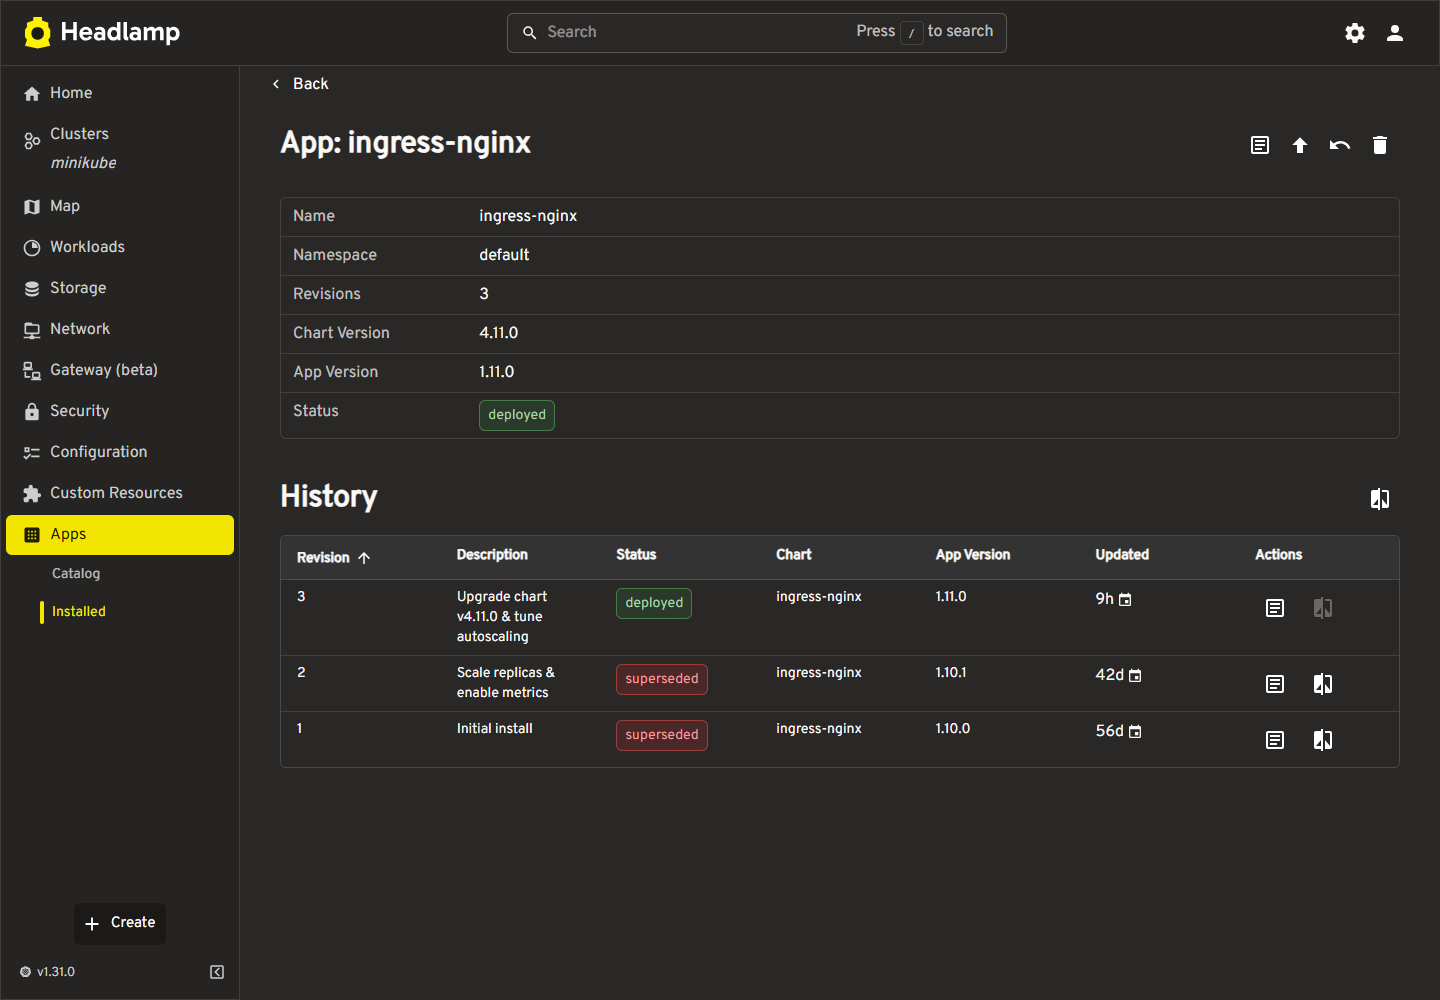 Headlamp
Search
Press / to search
Home
Clusters
minikube
Map
Workloads
Storage
Network
Gateway (beta)
Security
Configuration
Custom Resources
Apps
Catalog
Installed
Create
v1.31.0
Back
App: ingress-nginx
Name ingress-nginx
Namespace default
Revisions 3
Chart Version 4.11.0
App Version 1.11.0
Status deployed
History
Revision Description Status Chart App Version Updated Actions
3 Upgrade chart deployed ingress-nginx 1.11.0 9h
v4.11.0 & tune
autoscaling
2 Scale replicas & superseded ingress-nginx 1.10.1 42d
enable metrics
1 Initial install superseded ingress-nginx 1.10.0 56d